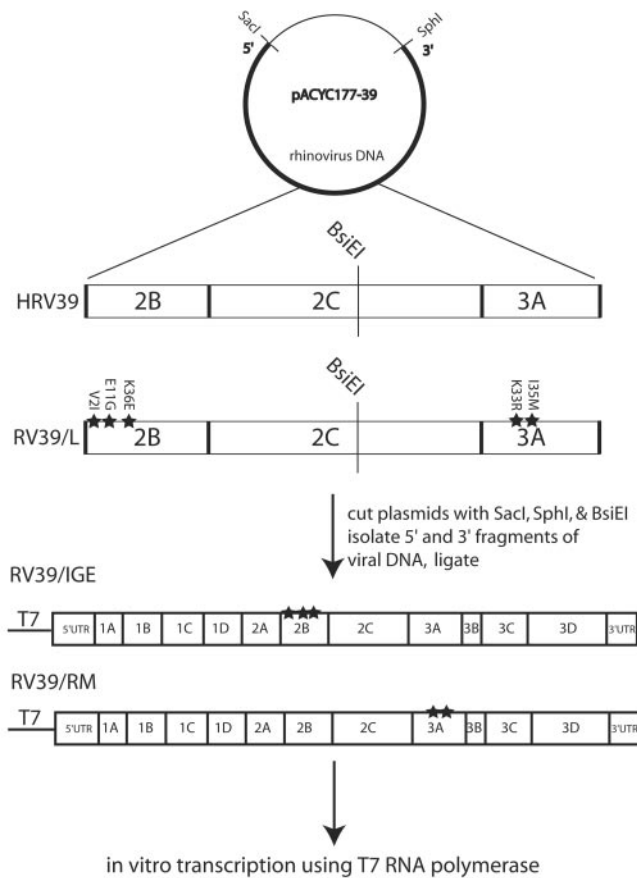 SacI
SphI
5'
3'
pACYC177-39
rhinovirus DNA
BsiEI
HRV39
2B
2C
3A
V2I
E11G
K36E
BsiEI
K33R
I35M
RV39/L
2B
2C
3A
cut plasmids with SacI, SphI, & BsiEI
isolate 5' and 3' fragments of
viral DNA, ligate
RV39/IGE
T7
5'UTR 1A 1B 1C 1D 2A 2B 2C 3A 3B 3C 3D 3'UTR
RV39/RM
T7
5'UTR 1A 1B 1C 1D 2A 2B 2C 3A 3B 3C 3D 3'UTR
in vitro transcription using T7 RNA polymerase